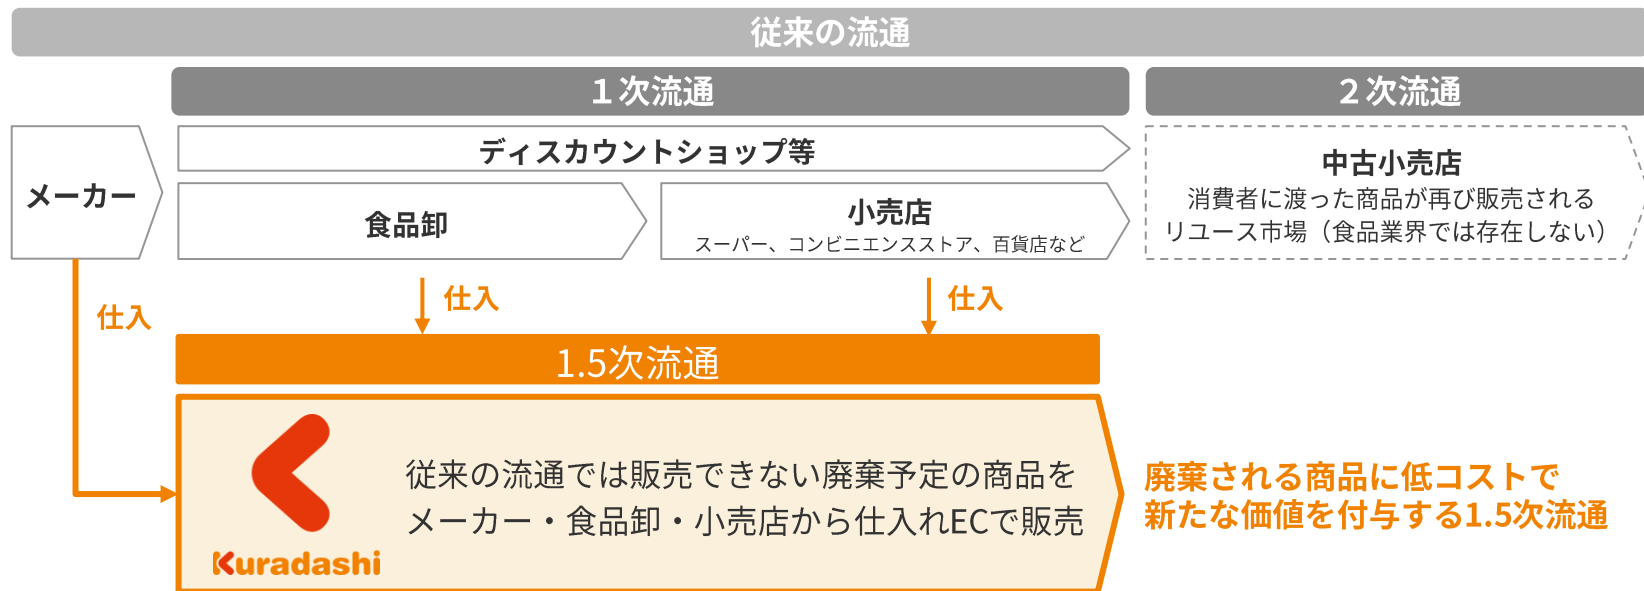 従来の流通
１次流通
２次流通
メーカー
ディスカウントショップ等
食品卸
小売店
スーパー、コンビニエンスストア、百貨店など
中古小売店
消費者に渡った商品が再び販売される
リユース市場（食品業界では存在しない）
仕入
仕入
仕入
1.5次流通
従来の流通では販売できない廃棄予定の商品を
メーカー・食品卸・小売店から仕入れECで販売
Kuradashi
廃棄される商品に低コストで
新たな価値を付与する1.5次流通